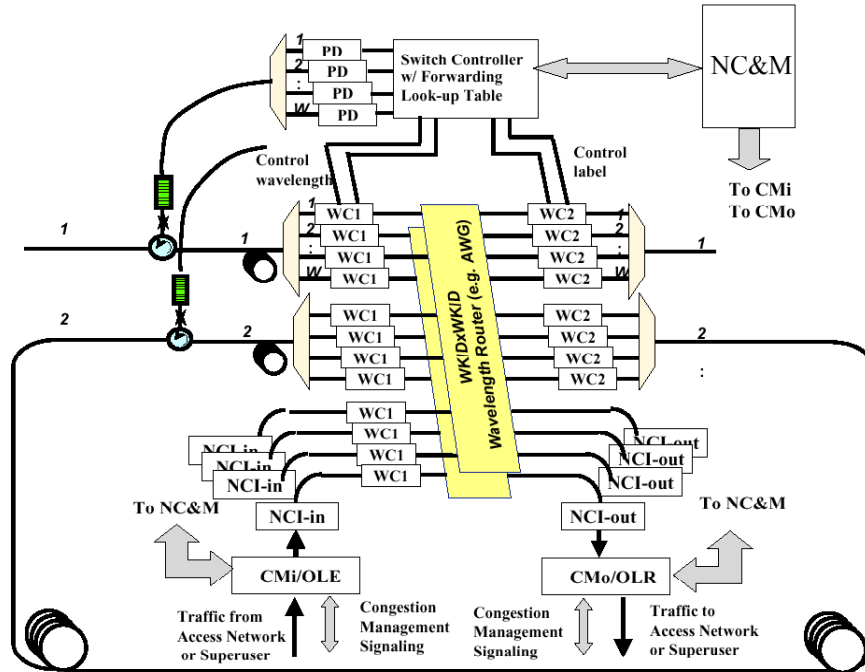 1
PD
2
PD
:
PD
W
PD
Switch Controller
w/ Forwarding
Look-up Table
NC&M
To CMi
To CMo
Control
wavelength
Control
label
1
1
1
WC1
2
WC1
:
WC1
W
WC1
1
WC2
2
WC2
:
WC2
W
WC2
1
2
2
WC1
WC1
WC1
WC1
WC2
WC2
WC2
WC2
2
:
WK/DxWK/D
Wavelength Router (e.g. AWG)
WC1
WC1
WC1
WC1
NCI-in
NCI-in
NCI-in
NCI-in
NCI-out
NCI-out
NCI-out
NCI-out
To NC&M
To NC&M
CMi/OLE
CMo/OLR
Traffic from
Access Network
or Superuser
Congestion
Management
Signaling
Congestion
Management
Signaling
Traffic to
Access Network
or Superuser